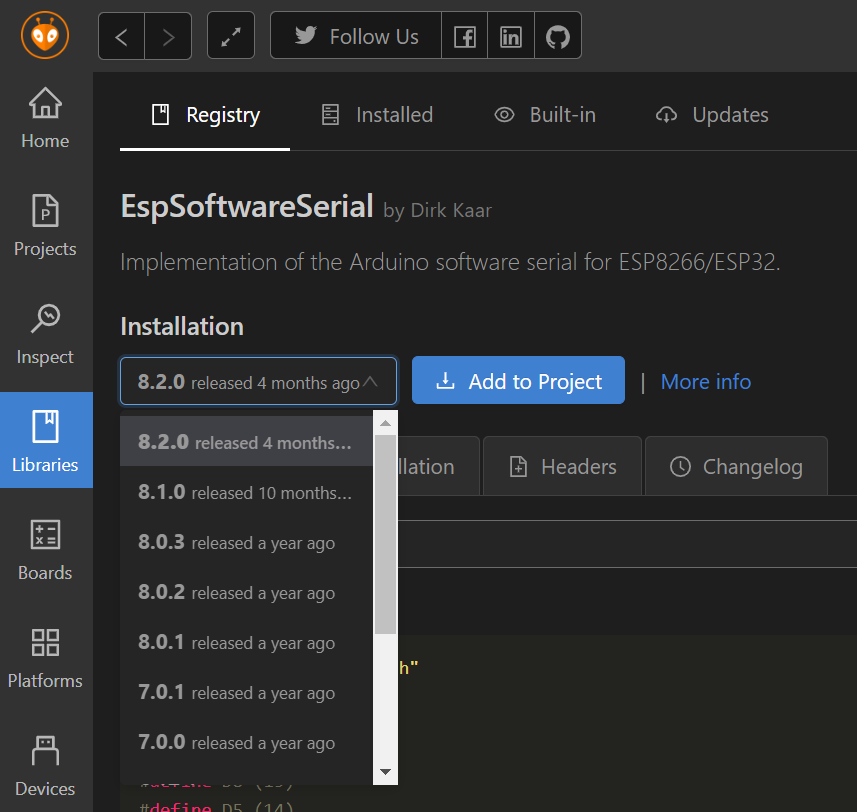 Follow Us
Home
Projects
Inspect
Libraries
Boards
Platforms
Devices
Registry
Installed
Built-in
Updates
EspSoftwareSerial by Dirk Kaar
Implementation of the Arduino software serial for ESP8266/ESP32.
Installation
8.2.0 released 4 months ago
Add to Project
|
More info
8.2.0 released 4 months...
8.1.0 released 10 months...
8.0.3 released a year ago
8.0.2 released a year ago
8.0.1 released a year ago
7.0.1 released a year ago
7.0.0 released a year ago
llation
Headers
Changelog
h"
#define D5 (14)